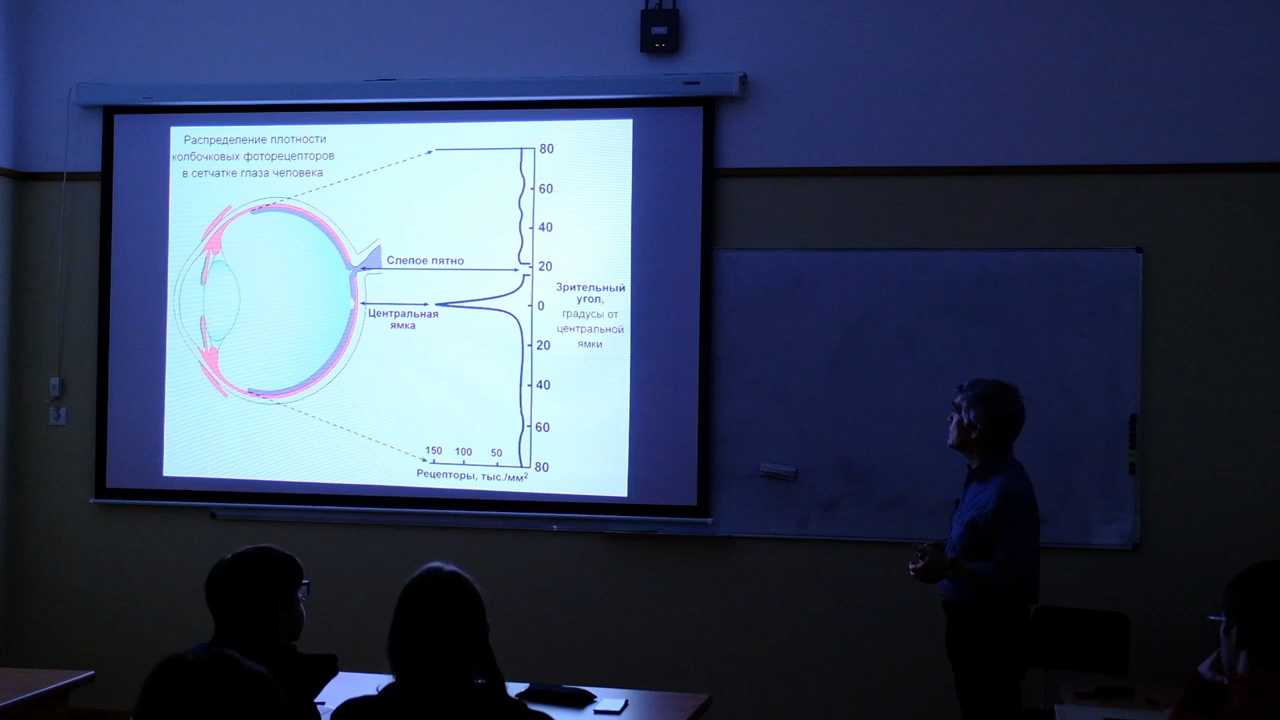 Распределение плотности
колбочковых фоторецепторов
в сетчатке глаза человека
80
60
40
Слепое пятно
20
Зрительный
угол,
градусы от
центральной
ямки
0
Центральная
ямка
20
40
60
150 100 50
80
Рецепторы, тыс./мм²